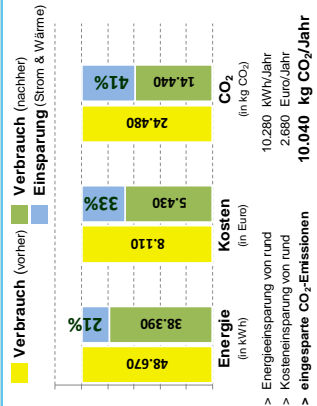 Verbrauch (vorher)
Verbrauch (nachher)
Einsparung (Strom & Wärme)
21%
48.670
38.390
Energie
(in kWh)
33%
8.110
5.430
Kosten
(in Euro)
41%
24.480
14.440
CO₂
(in kg CO₂)
> Energieeinsparung von rund 10.280 kWh/Jahr
> Kosteneinsparung von rund 2.680 Euro/Jahr
> eingesparte CO₂-Emissionen 10.040 kg CO₂/Jahr